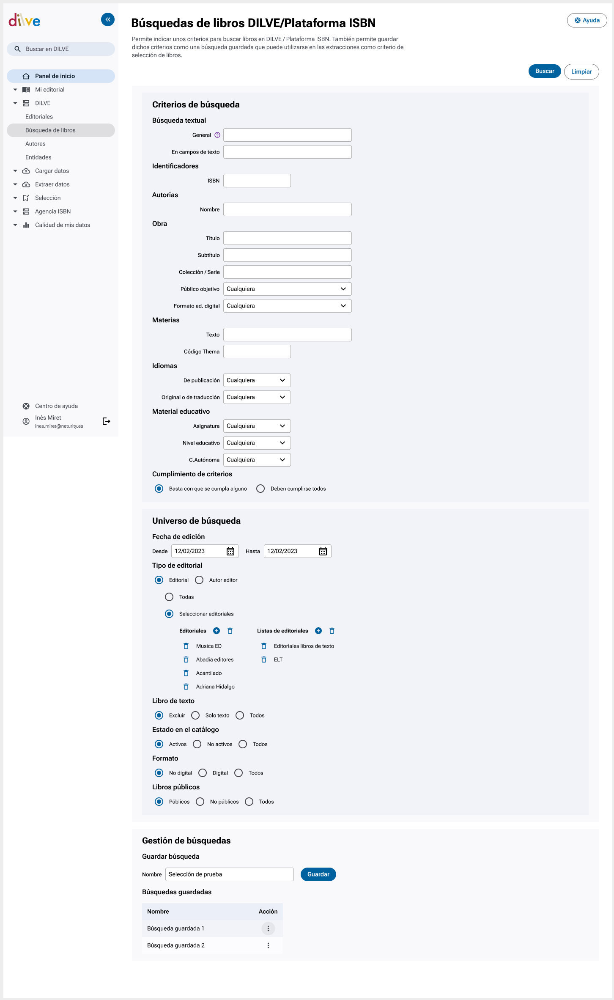 dilve
Buscar en DILVE
Panel de inicio
Mi editorial
DILVE
Editoriales
Búsqueda de libros
Autores
Entidades
Cargar datos
Extraer datos
Selección
Agencia ISBN
Calidad de mis datos
Centro de ayuda
Inés Miret
ines.miret@neturity.es
Búsquedas de libros DILVE/Plataforma ISBN
Ayuda
Permite indicar unos criterios para buscar libros en DILVE / Plataforma ISBN. También permite guardar
dichos criterios como una búsqueda guardada que puede utilizarse en las extracciones como criterio de
selección de libros.
Buscar Limpiar
Criterios de búsqueda
Búsqueda textual
General
En campos de texto
Identificadores
ISBN
Autorías
Nombre
Obra
Título
Subtítulo
Colección / Serie
Público objetivo Cualquiera
Formato ed. digital Cualquiera
Materias
Texto
Código Thema
Idiomas
De publicación Cualquiera
Original o de traducción Cualquiera
Material educativo
Asignatura Cualquiera
Nivel educativo Cualquiera
C.Autónoma Cualquiera
Cumplimiento de criterios
Basta con que se cumpla alguno Deben cumplirse todos
Universo de búsqueda
Fecha de edición
Desde 12/02/2023 Hasta 12/02/2023
Tipo de editorial
Editorial Autor editor
Todas
Seleccionar editoriales
Editoriales Listas de editoriales
Musica ED Editoriales libros de texto
Abadia editores ELT
Acantilado
Adriana Hidalgo
Libro de texto
Excluir Solo texto Todos
Estado en el catálogo
Activos No activos Todos
Formato
No digital Digital Todos
Libros públicos
Públicos No públicos Todos
Gestión de búsquedas
Guardar búsqueda
Nombre Selección de prueba Guardar
Búsquedas guardadas
Nombre Acción
Búsqueda guardada 1
Búsqueda guardada 2